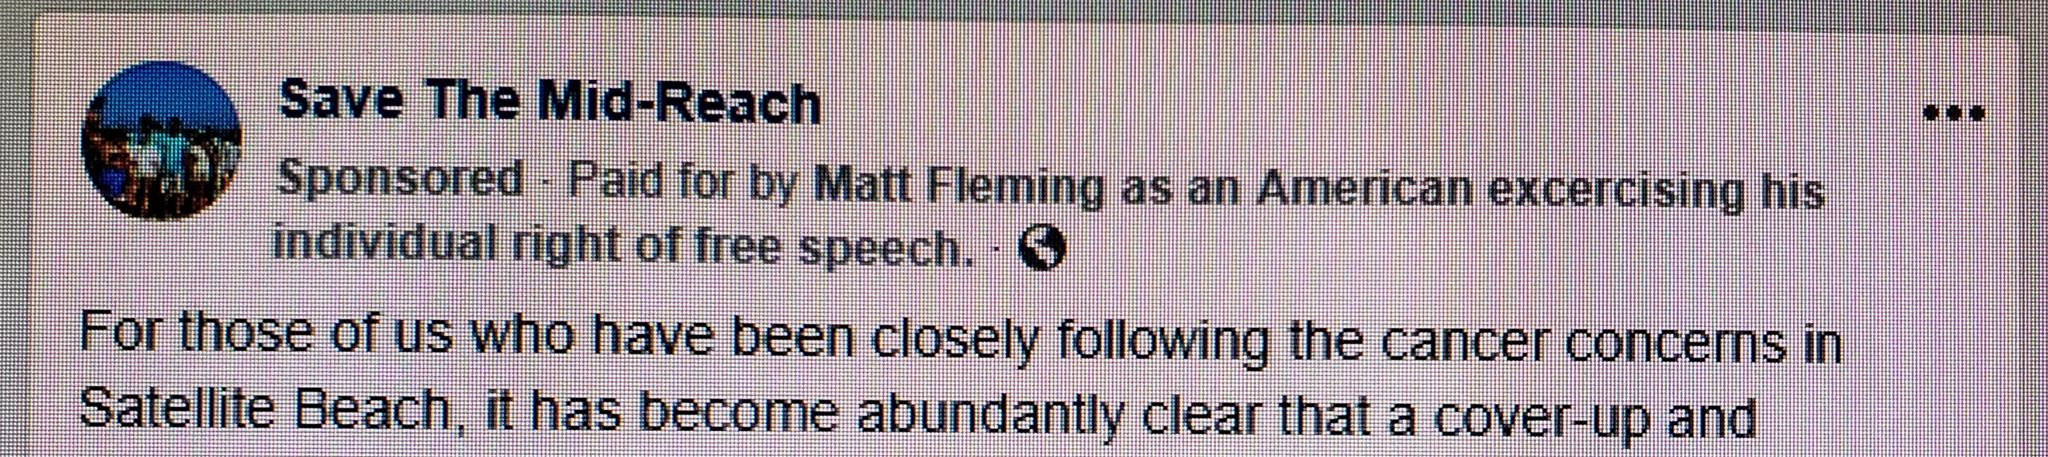 Save The Mid-Reach
Sponsored · Paid for by Matt Fleming as an American excercising his
individual right of free speech. ·
For those of us who have been closely following the cancer concerns in
Satellite Beach, it has become abundantly clear that a cover-up and